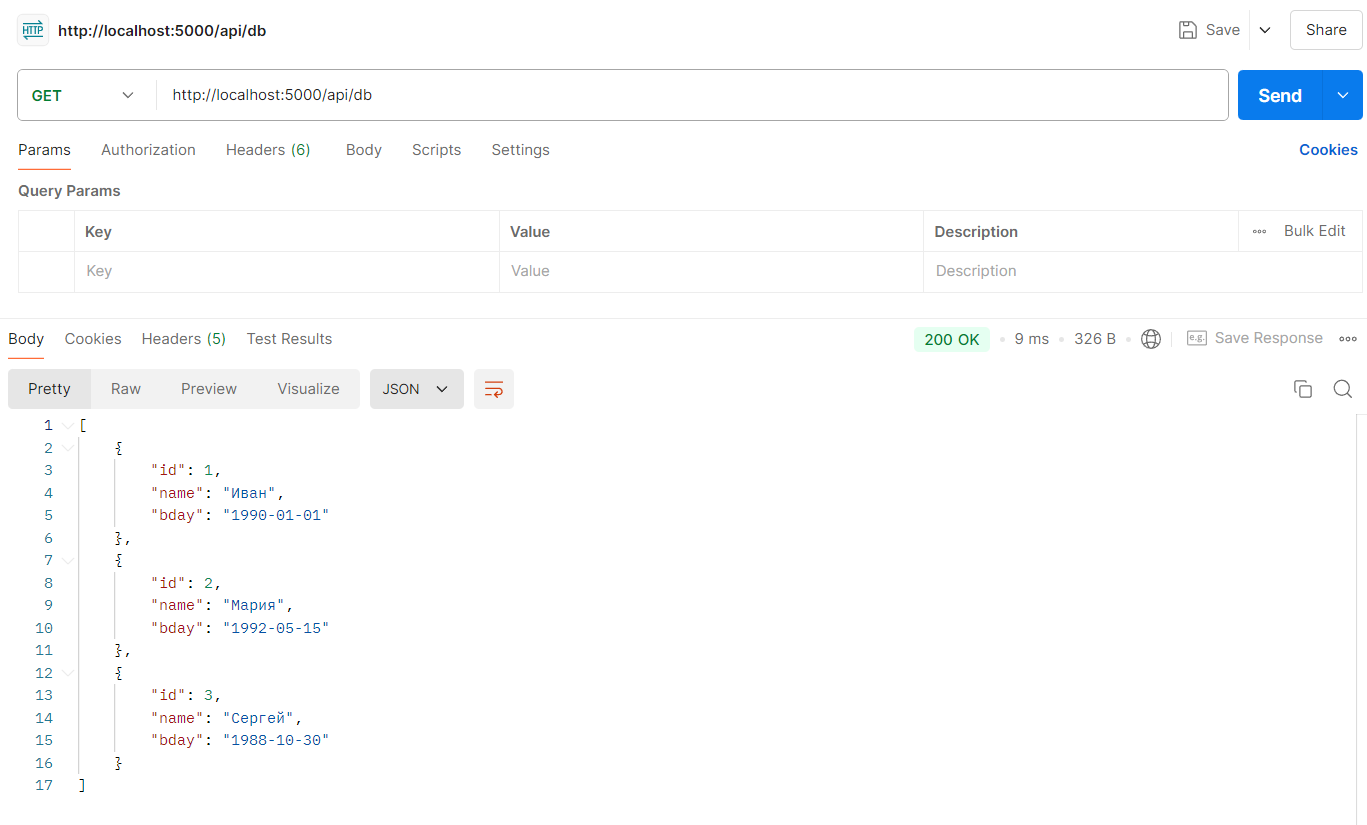 HTTP http://localhost:5000/api/db Save Share
GET http://localhost:5000/api/db Send
Params Authorization Headers (6) Body Scripts Settings Cookies
Query Params
Key Value Description Bulk Edit
Key Value Description
Body Cookies Headers (5) Test Results 200 OK 9 ms 326 B e.g. Save Response
Pretty Raw Preview Visualize JSON
1 [
2 {
3 "id": 1,
4 "name": "Иван",
5 "bday": "1990-01-01"
6 },
7 {
8 "id": 2,
9 "name": "Мария",
10 "bday": "1992-05-15"
11 },
12 {
13 "id": 3,
14 "name": "Сергей",
15 "bday": "1988-10-30"
16 }
17 ]